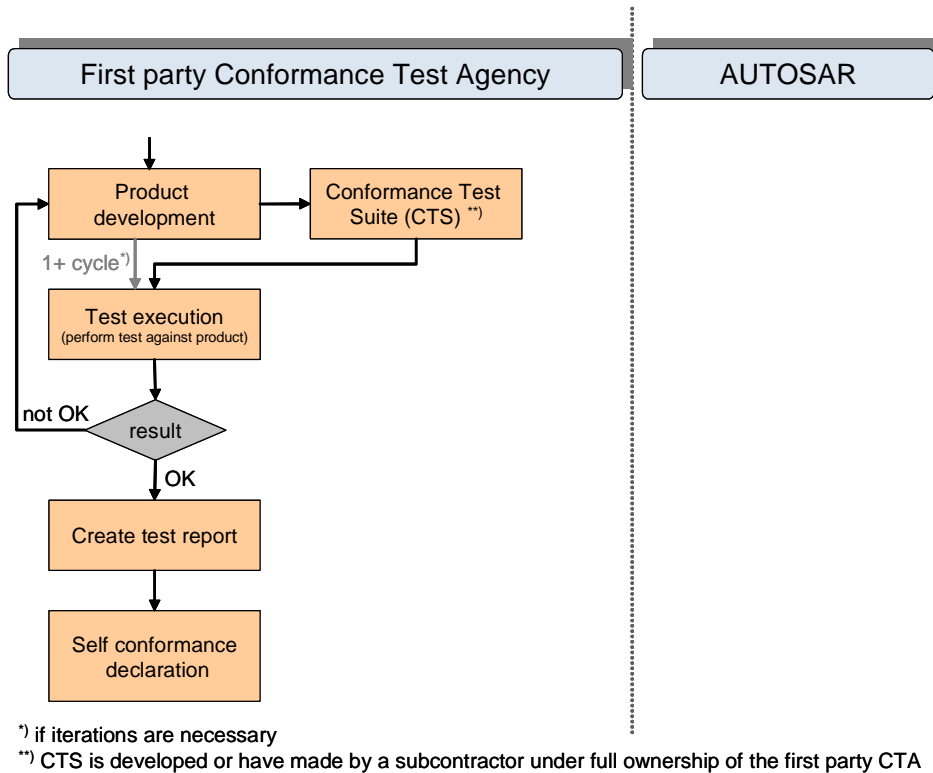 First party Conformance Test Agency
AUTOSAR
Product
development
Conformance Test
Suite (CTS) **)
1+ cycle*)
Test execution
(perform test against product)
not OK
result
OK
Create test report
Self conformance
declaration
*) if iterations are necessary
**) CTS is developed or have made by a subcontractor under full ownership of the first party CTA